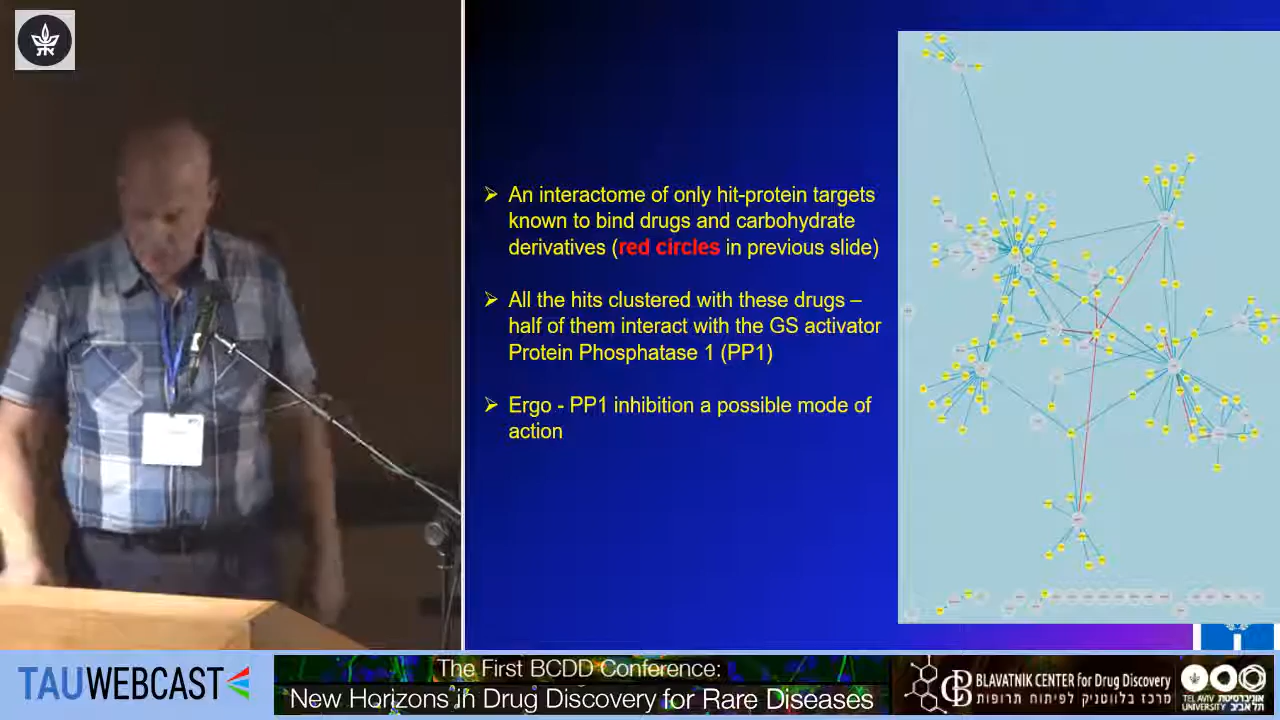 ➢ An interactome of only hit-protein targets
known to bind drugs and carbohydrate
derivatives (red circles in previous slide)
➢ All the hits clustered with these drugs –
half of them interact with the GS activator
Protein Phosphatase 1 (PP1)
➢ Ergo - PP1 inhibition a possible mode of
action
TAUWEBCAST
The First BCDD Conference:
New Horizons in Drug Discovery for Rare Diseases
BLAVATNIK CENTER for Drug Discovery
מרכז בלווטניק לפיתוח תרופות
TEL AVIV אוניברסיטת
UNIVERSITY תל אביב